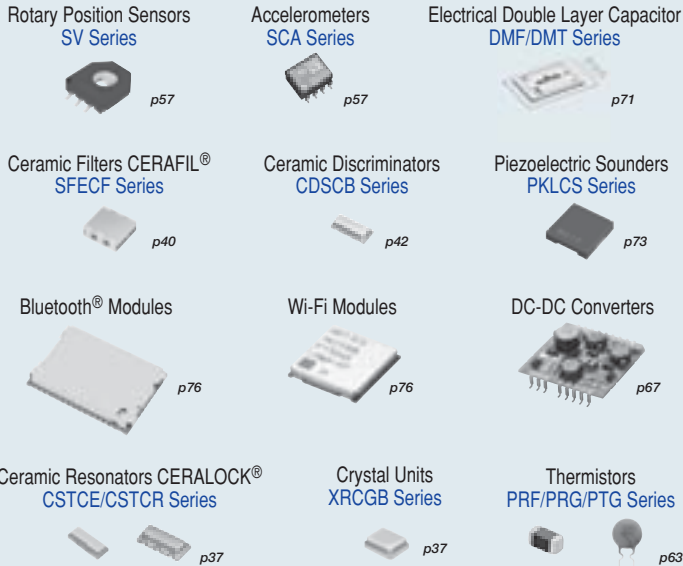 Rotary Position Sensors
SV Series
p57
Accelerometers
SCA Series
p57
Electrical Double Layer Capacitor
DMF/DMT Series
p71
Ceramic Filters CERAFIL®
SFECF Series
p40
Ceramic Discriminators
CDSCB Series
p42
Piezoelectric Sounders
PKLCS Series
p73
Bluetooth® Modules
p76
Wi-Fi Modules
p76
DC-DC Converters
p67
Ceramic Resonators CERALOCK®
CSTCE/CSTCR Series
p37
Crystal Units
XRCGB Series
p37
Thermistors
PRF/PRG/PTG Series
p63